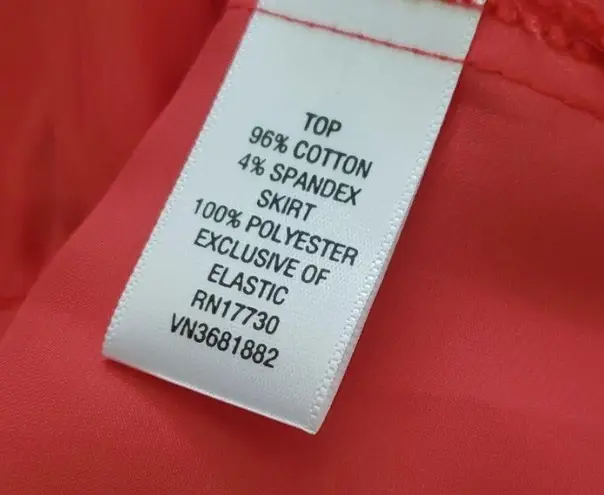 TOP
96% COTTON
4% SPANDEX
SKIRT
100% POLYESTER
EXCLUSIVE OF
ELASTIC
RN17730
VN3681882